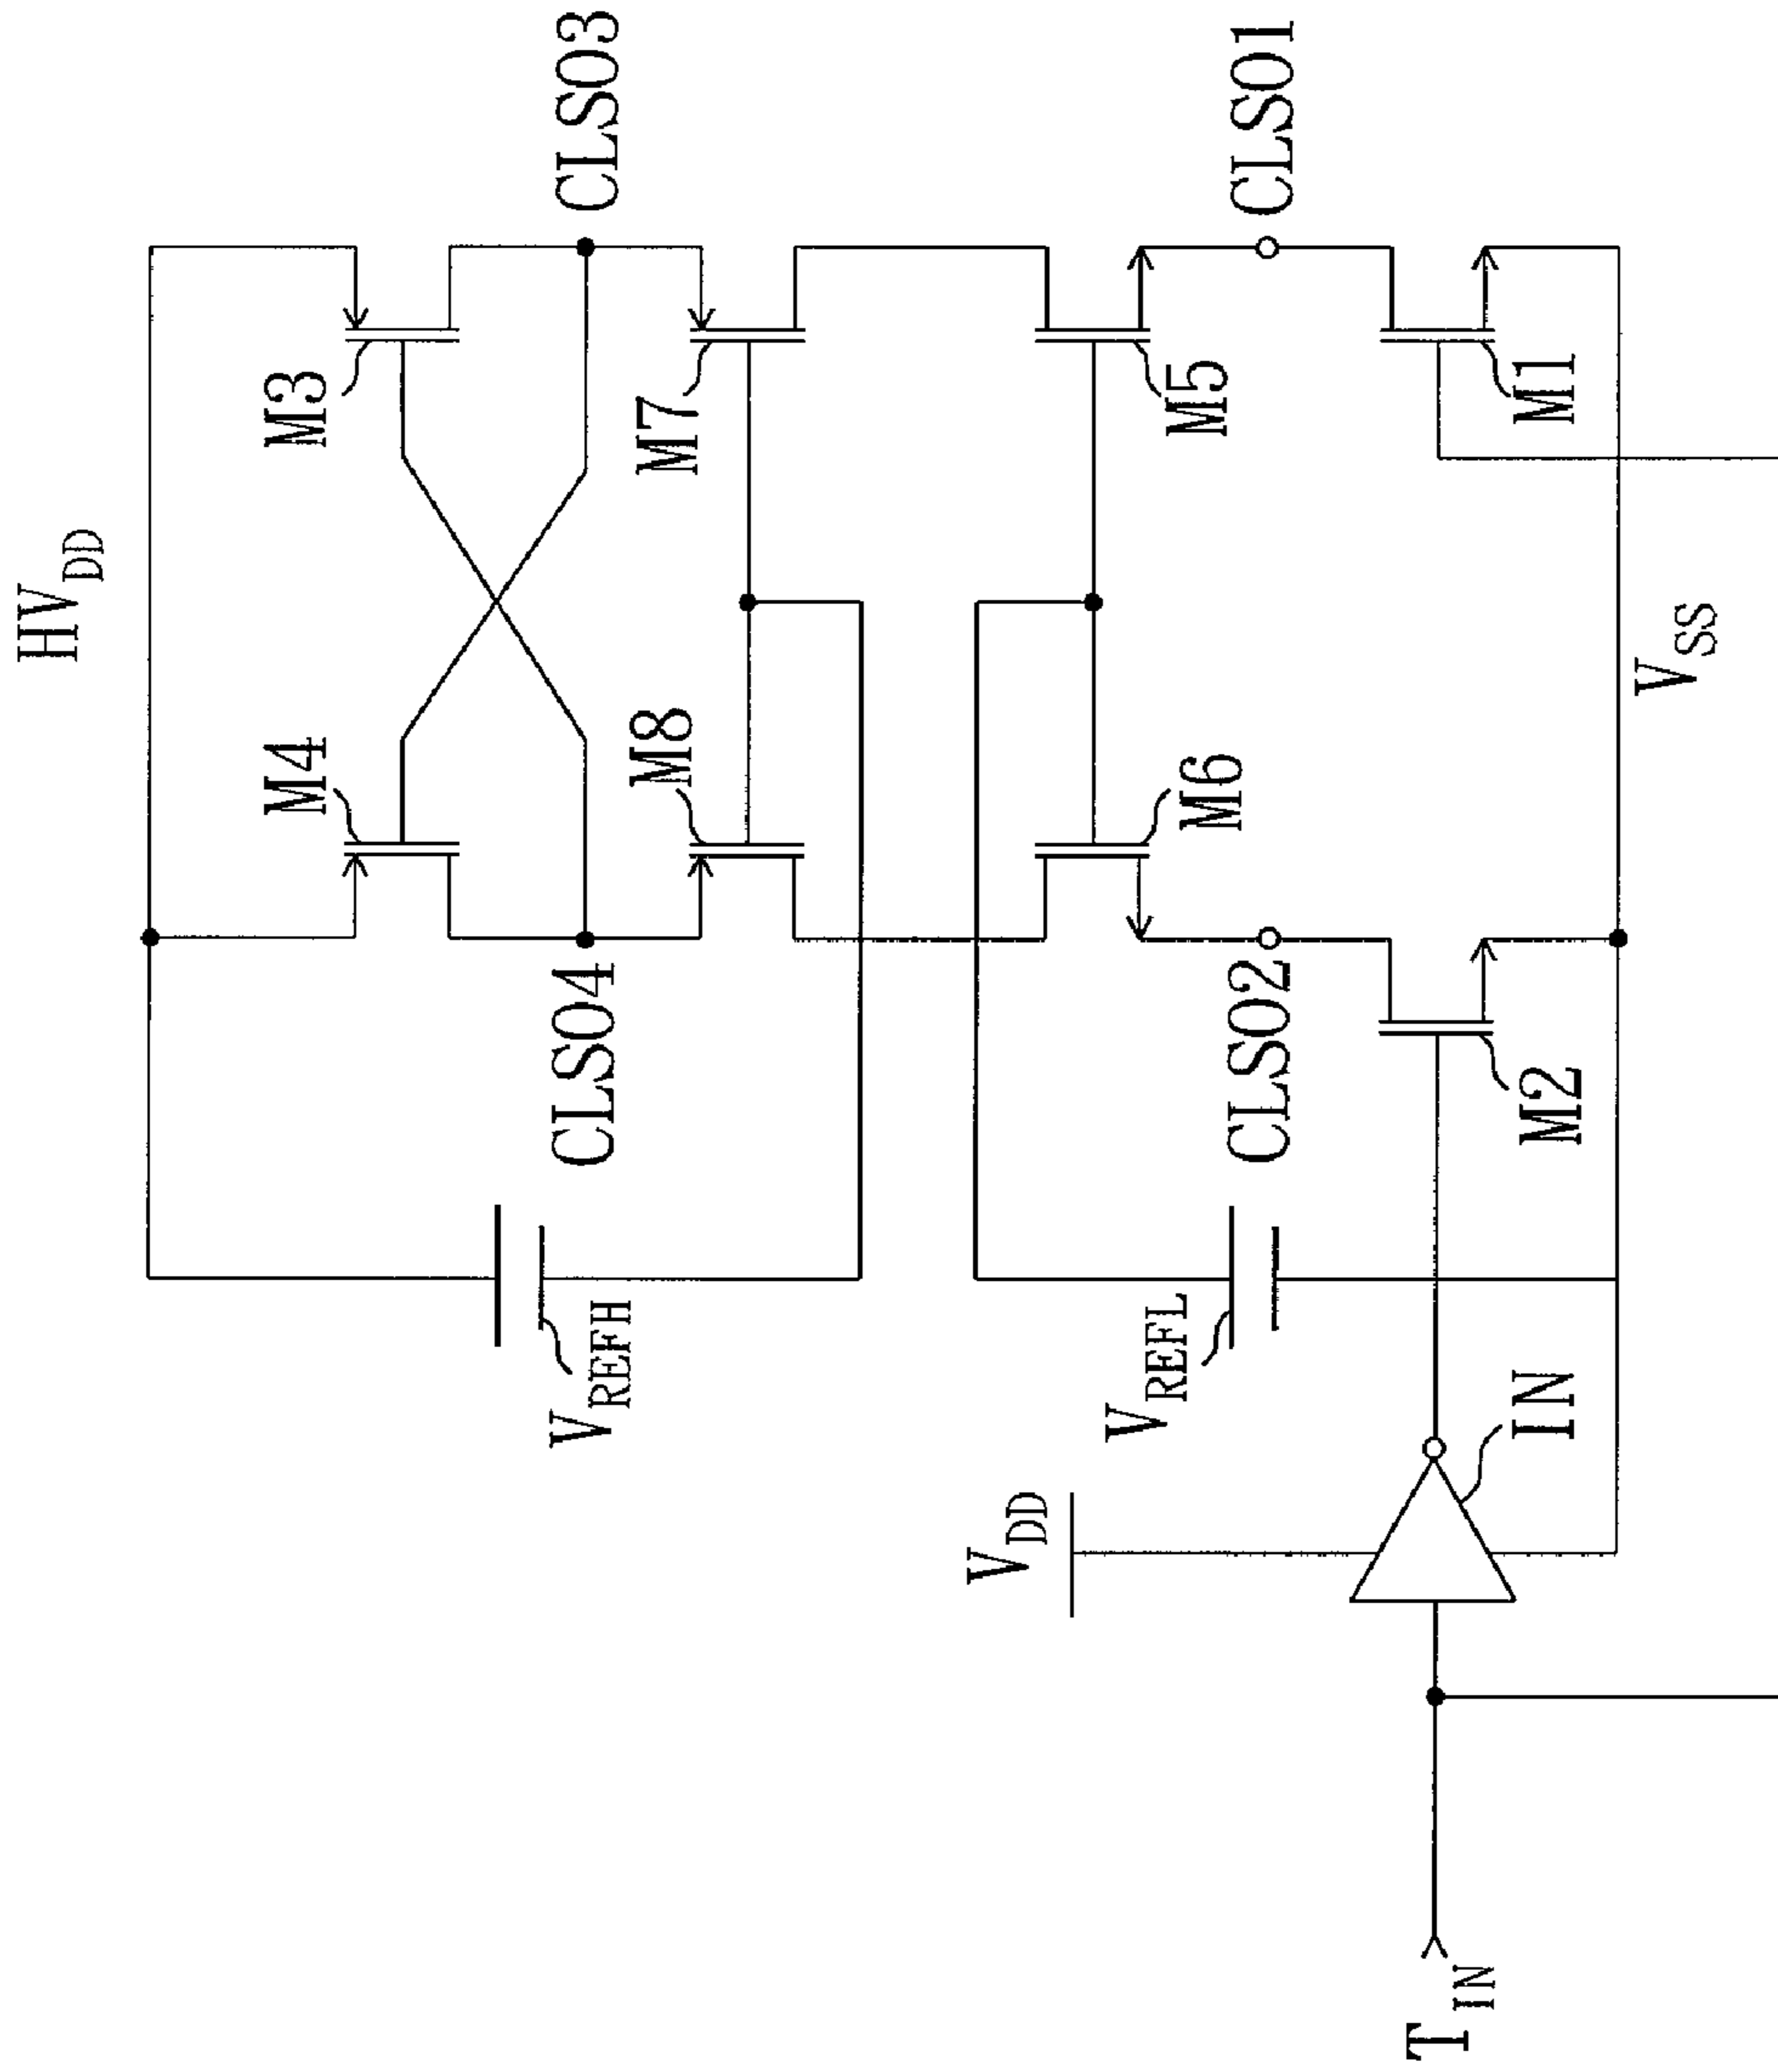 HVDD
M4
M3
CLSO4
CLSO3
VREFH
M8
M7
VREFL
M6
M5
CLSO2
CLSO1
VDD
IN
M2
M1
VSS
TIN